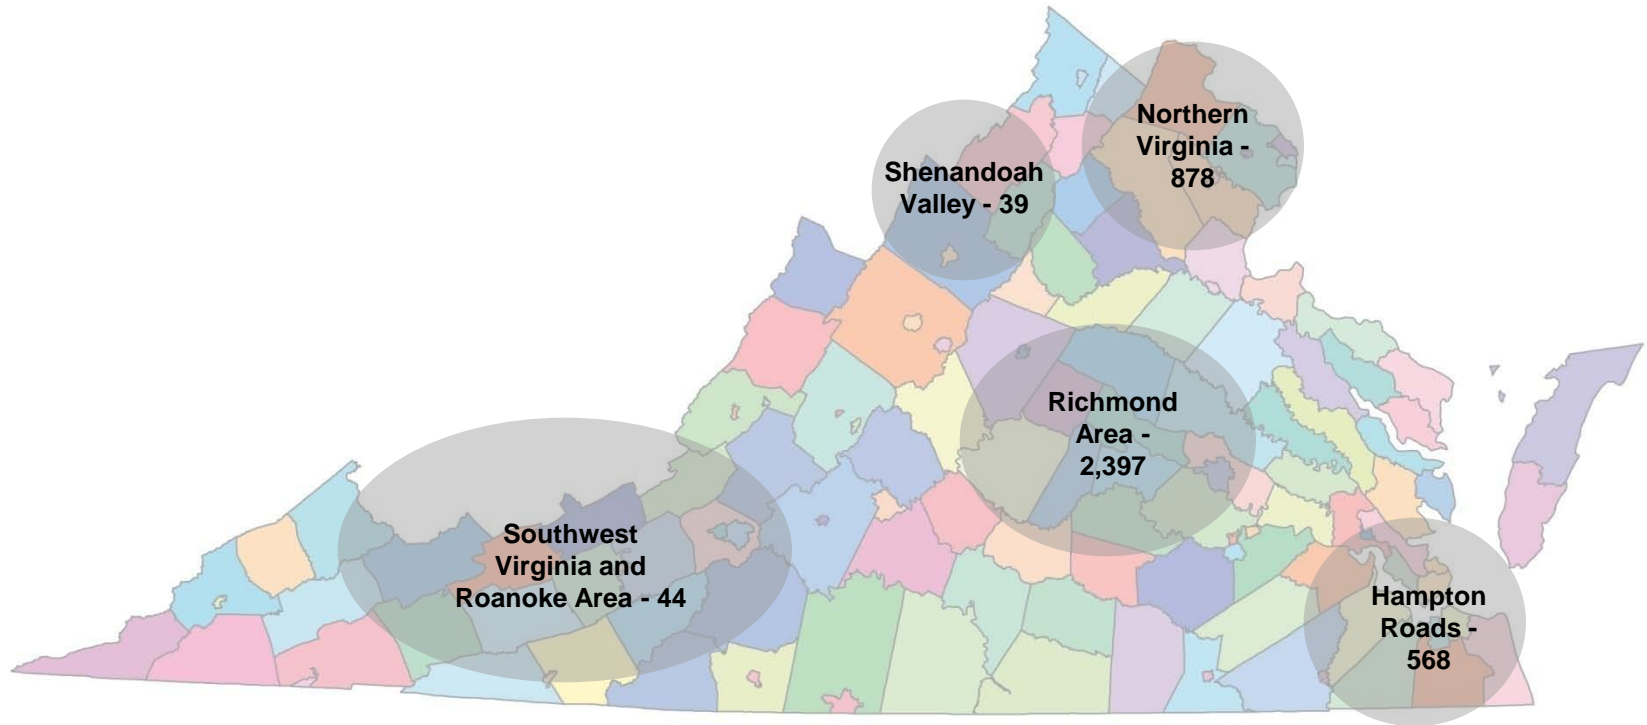 Northern
Virginia -
878
Shenandoah
Valley - 39
Richmond
Area -
2,397
Southwest
Virginia and
Roanoke Area - 44
Hampton
Roads -
568